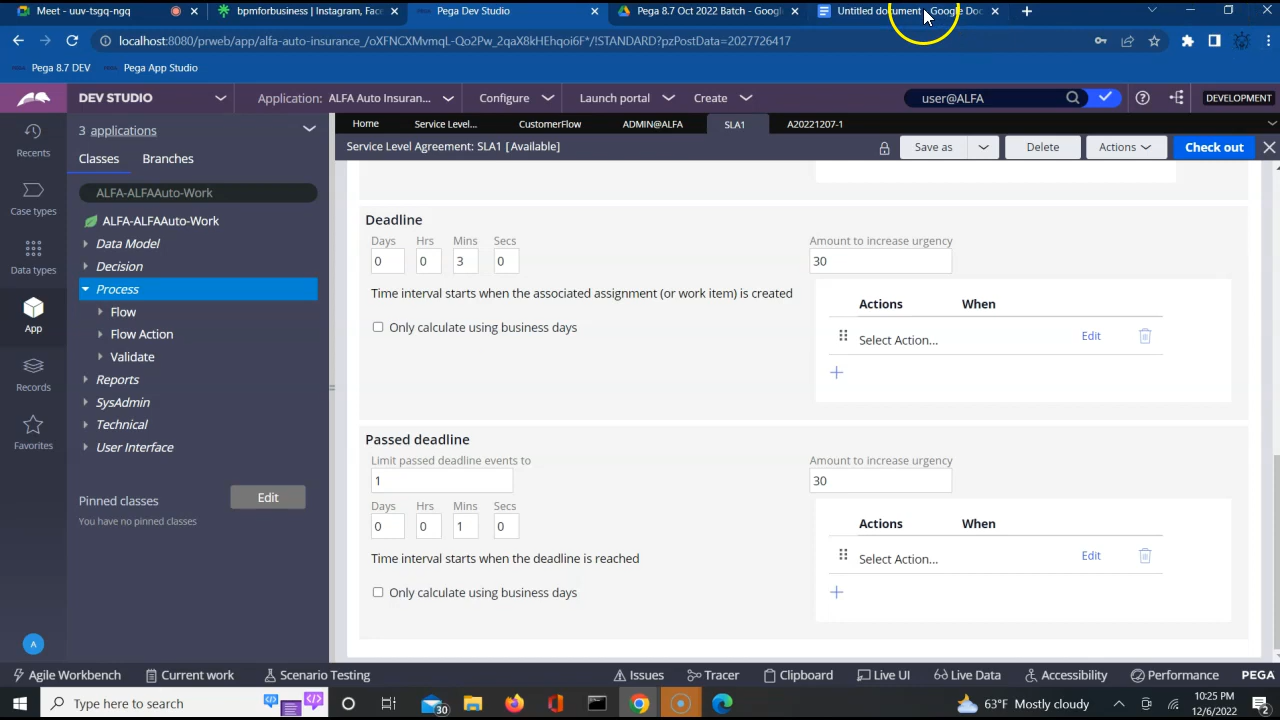 Meet - uuv-tsgq-ngq
bpmforbusiness | Instagram, Fac
Pega Dev Studio
Pega 8.7 Oct 2022 Batch - Google
Untitled document - Google Doc
localhost:8080/prweb/app/alfa-auto-insurance_/oXFNCXMvmqL-Qo2Pw_2qaX8kHEhqoi6F*/!STANDARD?pzPostData=2027726417
Pega 8.7 DEV
Pega App Studio
DEV STUDIO
Application: ALFA Auto Insuran...
Configure
Launch portal
Create
user@ALFA
DEVELOPMENT
Recents
Case types
Data types
App
Records
Favorites
A
3 applications
Classes
Branches
ALFA-ALFAAuto-Work
ALFA-ALFAAuto-Work
Data Model
Decision
Process
Flow
Flow Action
Validate
Reports
SysAdmin
Technical
User Interface
Pinned classes
Edit
You have no pinned classes
Home
Service Level...
CustomerFlow
ADMIN@ALFA
SLA1
A20221207-1
Service Level Agreement: SLA1 [Available]
Save as
Delete
Actions
Check out
Deadline
Days Hrs Mins Secs
0 0 3 0
Time interval starts when the associated assignment (or work item) is created
Only calculate using business days
Amount to increase urgency
30
Actions When
Select Action...
Edit
Passed deadline
Limit passed deadline events to
1
Days Hrs Mins Secs
0 0 1 0
Time interval starts when the deadline is reached
Only calculate using business days
Amount to increase urgency
30
Actions When
Select Action...
Edit
Agile Workbench
Current work
Scenario Testing
Issues
Tracer
Clipboard
Live UI
Live Data
Accessibility
Performance
PEGA
Type here to search
30
63°F Mostly cloudy
10:25 PM
12/6/2022
2